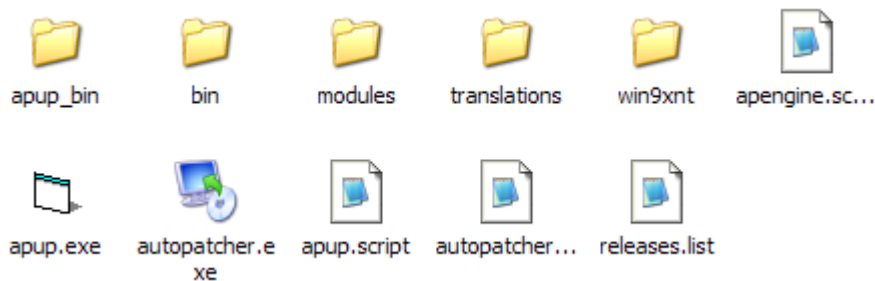 apup_bin bin modules translations win9xnt apengine.sc...
apup.exe autopatcher.e apup.script autopatcher... releases.list
xe